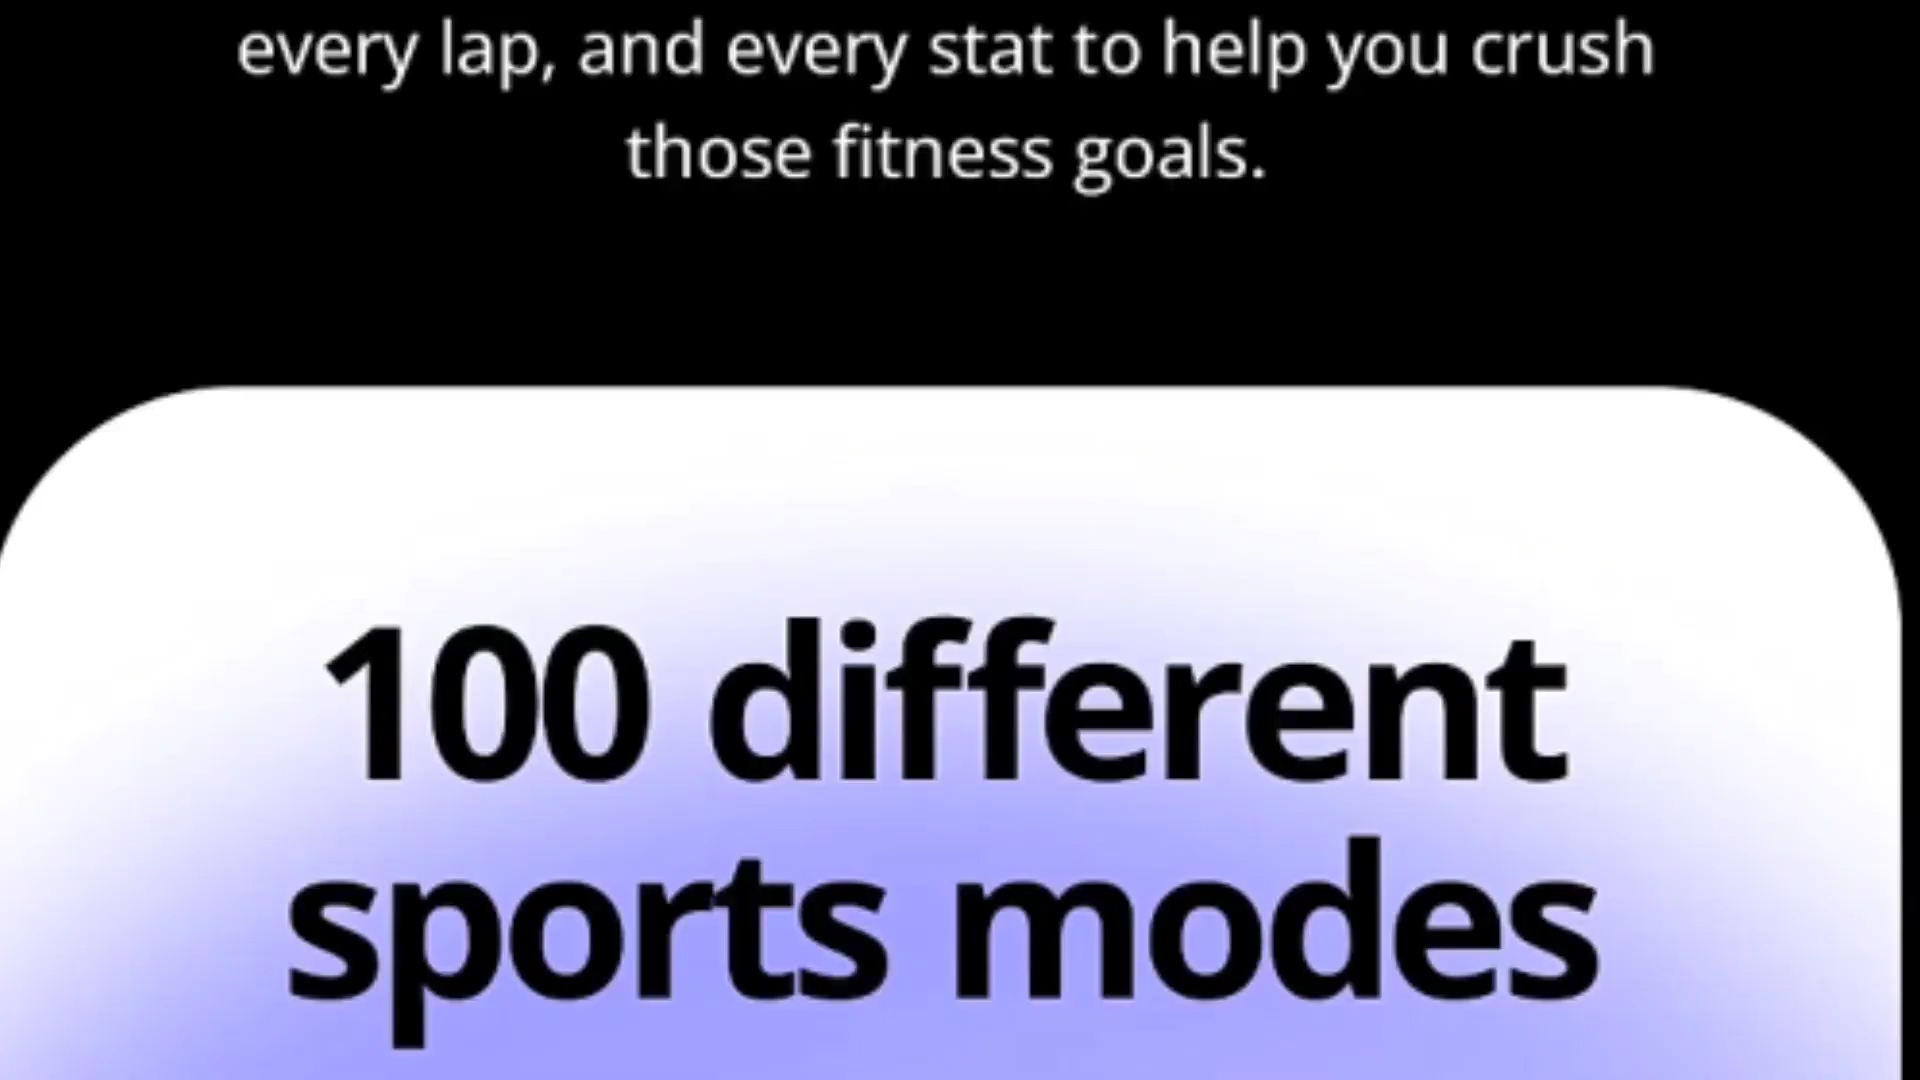 every lap, and every stat to help you crush
those fitness goals.
100 different
sports modes